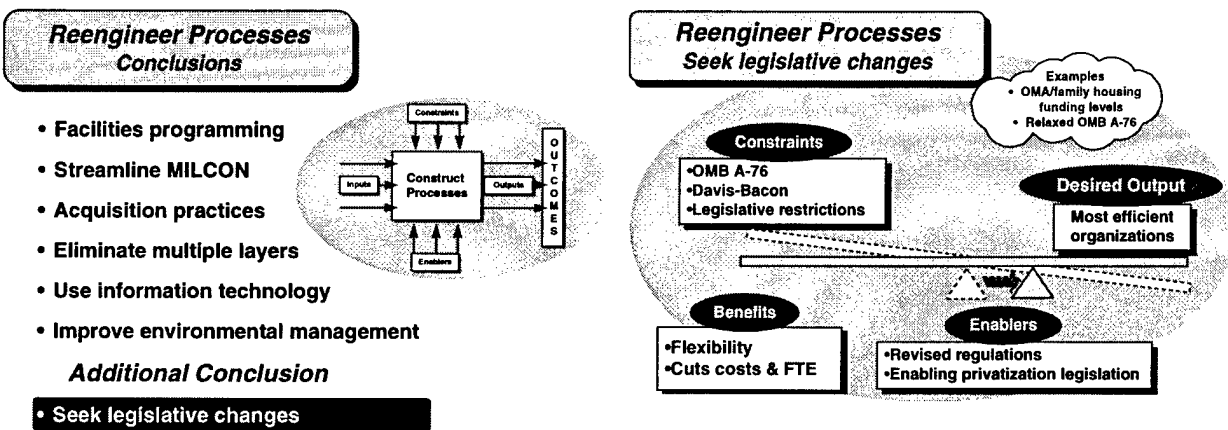 Reengineer Processes
Conclusions
• Facilities programming
• Streamline MILCON
• Acquisition practices
• Eliminate multiple layers
• Use information technology
• Improve environmental management
Additional Conclusion
• Seek legislative changes
Constraints
Inputs
Construct
Processes
Outputs
OUTCOMES
Enablers
Reengineer Processes
Seek legislative changes
Examples
• OMA/family housing
funding levels
• Relaxed OMB A-76
Constraints
•OMB A-76
•Davis-Bacon
•Legislative restrictions
Desired Output
Most efficient
organizations
Benefits
•Flexibility
•Cuts costs & FTE
Enablers
•Revised regulations
•Enabling privatization legislation